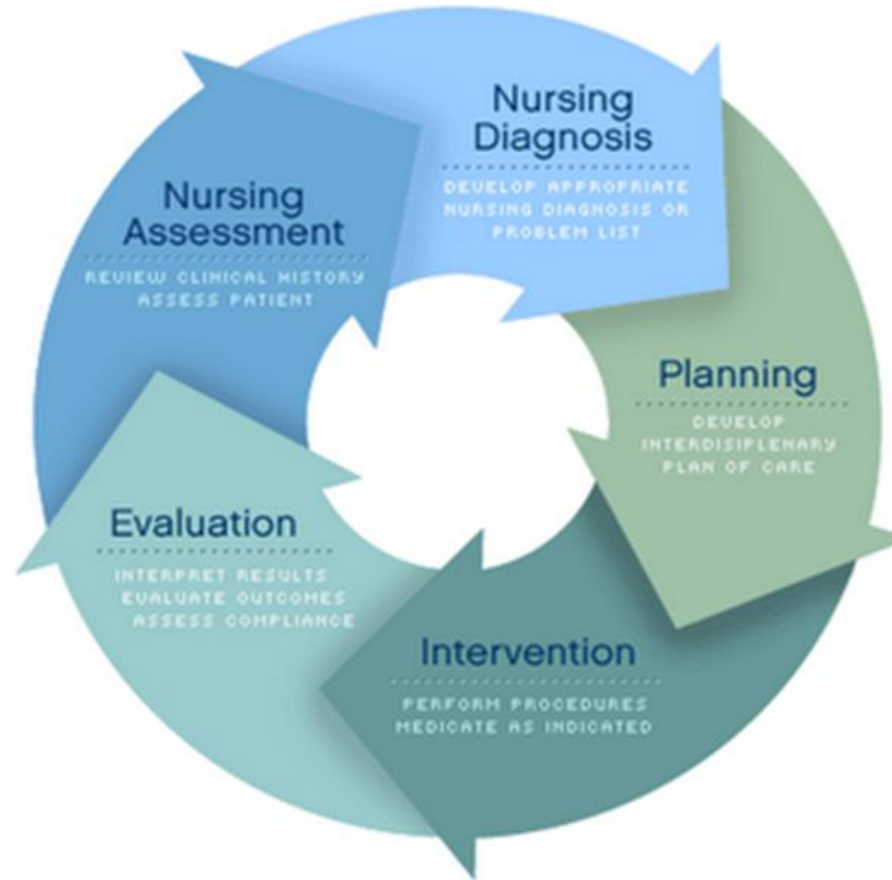 Nursing
Diagnosis
DEVELOP APPROPRIATE
NURSING DIAGNOSIS OR
PROBLEM LIST
Nursing
Assessment
REVIEW CLINICAL HISTORY
ASSESS PATIENT
Planning
DEVELOP
INTERDISIPLENARY
PLAN OF CARE
Evaluation
INTERPRET RESULTS
EVALUATE OUTCOMES
ASSESS COMPLIANCE
Intervention
PERFORM PROCEDURES
MEDICATE AS INDICATED